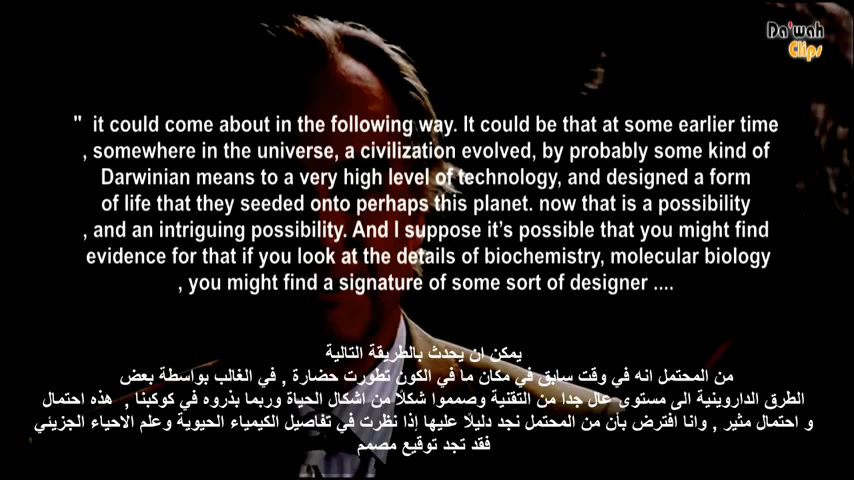 Da'wah
Clips
" it could come about in the following way. It could be that at some earlier time
, somewhere in the universe, a civilization evolved, by probably some kind of
Darwinian means to a very high level of technology, and designed a form
of life that they seeded onto perhaps this planet. now that is a possibility
, and an intriguing possibility. And I suppose it's possible that you might find
evidence for that if you look at the details of biochemistry, molecular biology
, you might find a signature of some sort of designer ....
يمكن ان يحدث بالطريقة التالية
من المحتمل انه في وقت سابق في مكان ما في الكون تطورت حضارة , في الغالب بواسطة بعض
الطرق الداروينية الى مستوى عال جدا من التقنية وصمموا شكلاً من اشكال الحياة وربما بذروه في كوكبنا , هذه احتمال
و احتمال مثير , وانا افترض بأن من المحتمل نجد دليلاً عليها إذا نظرت في تفاصيل الكيمياء الحيوية وعلم الاحياء الجزيئي
فقد تجد توقيع مصمم